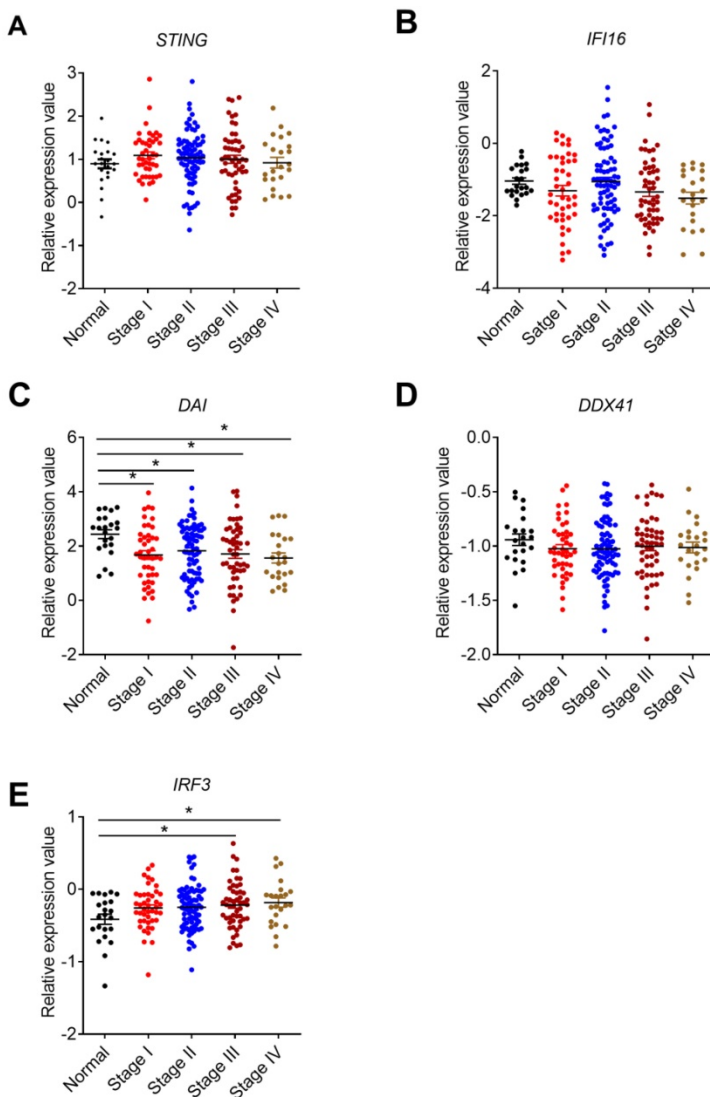 A
STING
Relative expression value
3
2
1
0
1
-2
Normal
Stage I
Stage II
Stage III
Stage IV
B
IFI16
Relative expression value
2
0
-2
-4
Normal
Satge I
Satge II
Satge III
Satge IV
C
DAI
Relative expression value
6
4
2
0
-2
*
*
*
*
Normal
Stage I
Stage II
Stage III
Stage IV
D
DDX41
Relative expression value
0.0
-0.5
-1.0
-1.5
-2.0
Normal
Stage I
Stage II
Stage III
Stage IV
E
IRF3
Relative expression value
1
-0
-1
-2
*
*
Normal
Stage I
Stage II
Stage III
Stage IV